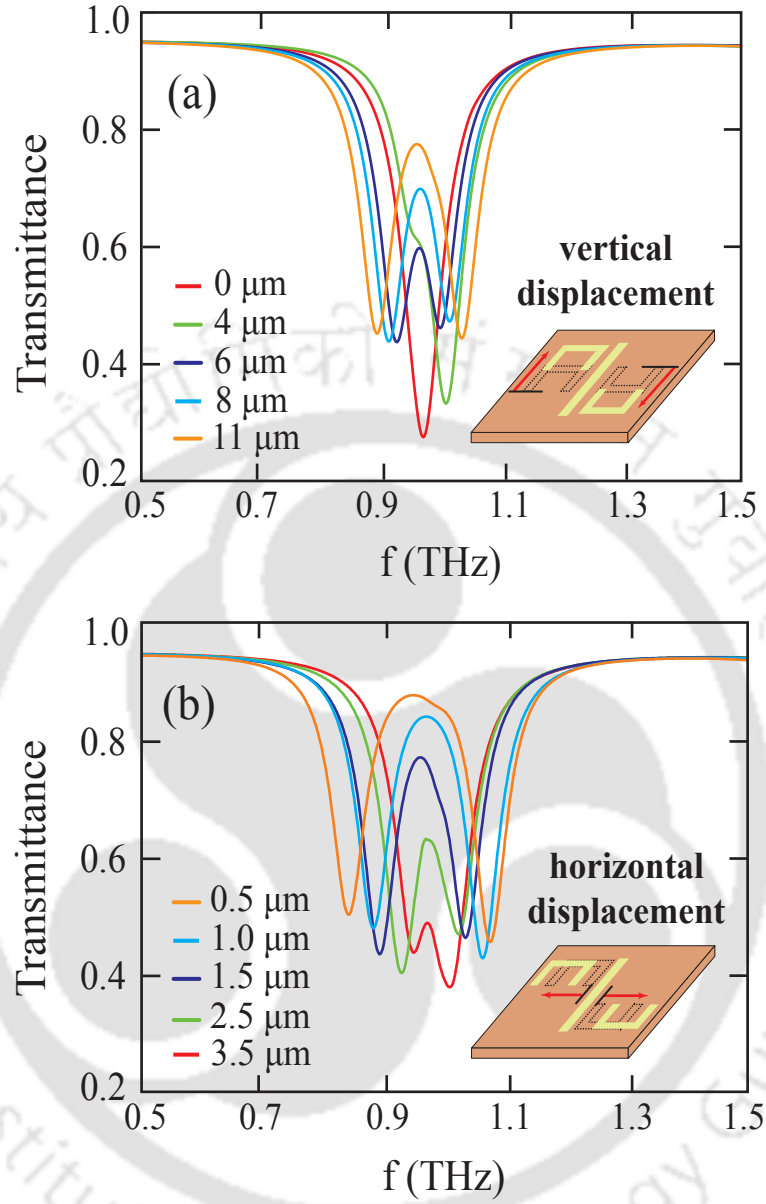 (a)
Transmittance
1.0
0.8
0.6
0.4
0.2
0 μm
4 μm
6 μm
8 μm
11 μm
vertical
displacement
0.5 0.7 0.9 1.1 1.3 1.5
f (THz)
(b)
Transmittance
1.0
0.8
0.6
0.4
0.2
0.5 μm
1.0 μm
1.5 μm
2.5 μm
3.5 μm
horizontal
displacement
0.5 0.7 0.9 1.1 1.3 1.5
f (THz)